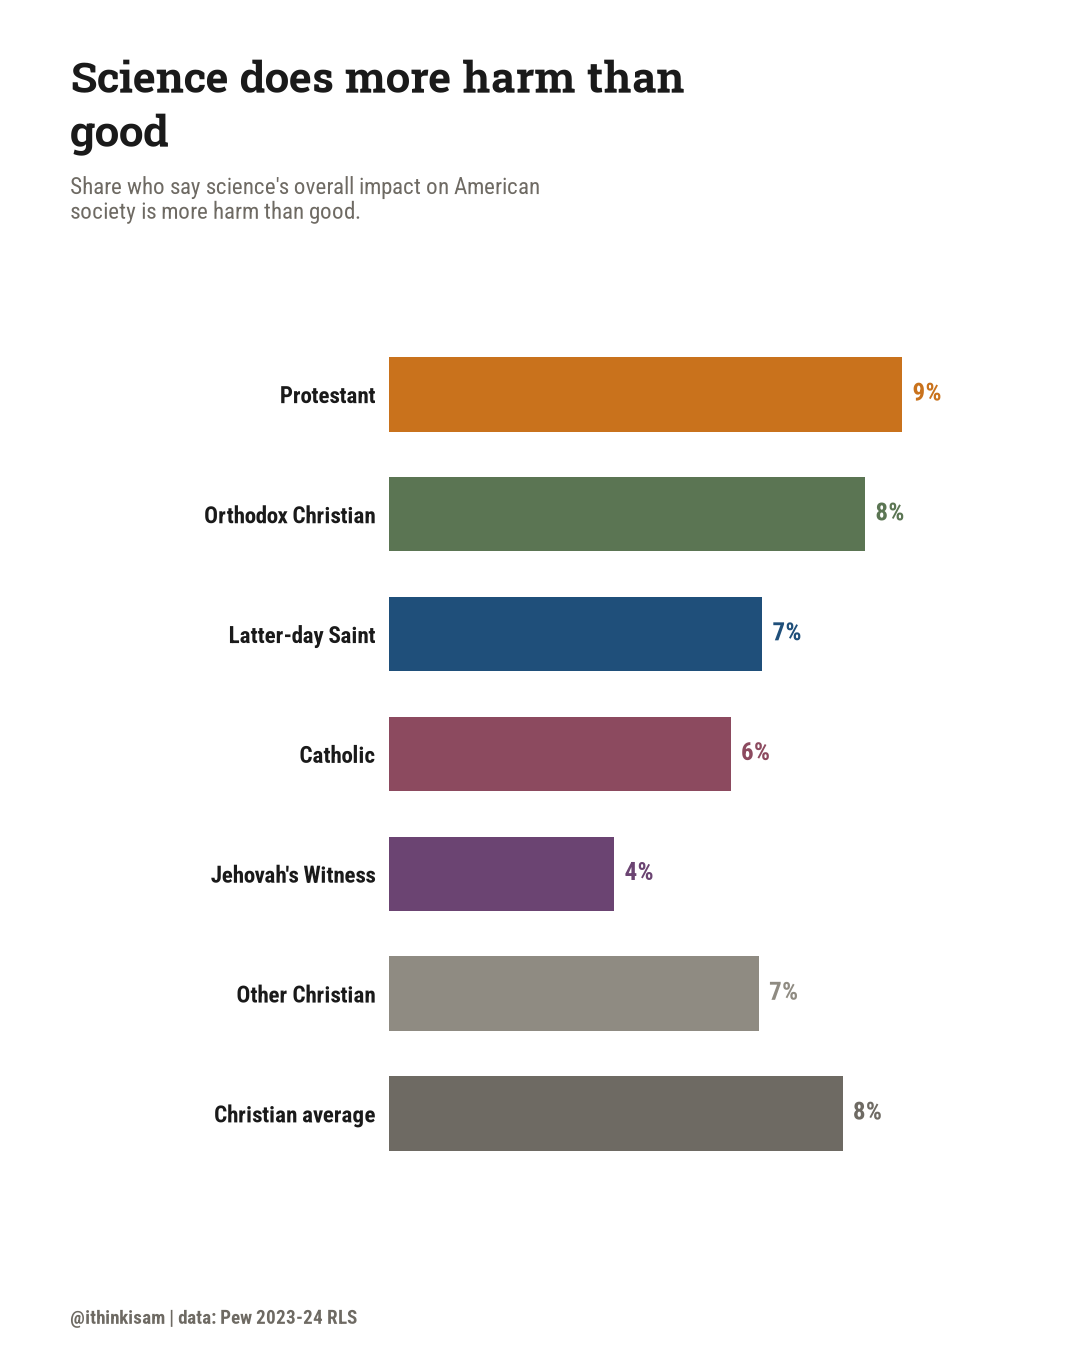 Science does more harm than
good
Share who say science's overall impact on American
society is more harm than good.
Protestant 9%
Orthodox Christian 8%
Latter-day Saint 7%
Catholic 6%
Jehovah's Witness 4%
Other Christian 7%
Christian average 8%
@ithinkisam | data: Pew 2023-24 RLS